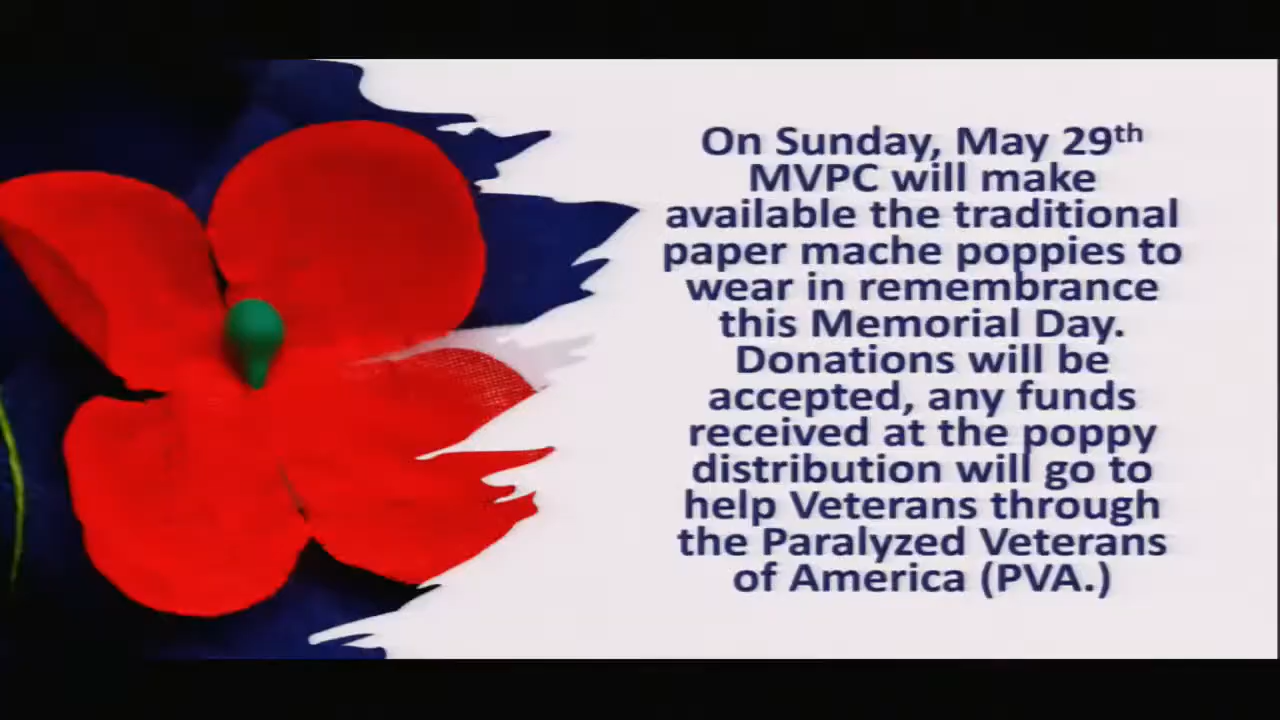 On Sunday, May 29th
MVPC will make
available the traditional
paper mache poppies to
wear in remembrance
this Memorial Day.
Donations will be
accepted, any funds
received at the poppy
distribution will go to
help Veterans through
the Paralyzed Veterans
of America (PVA.)